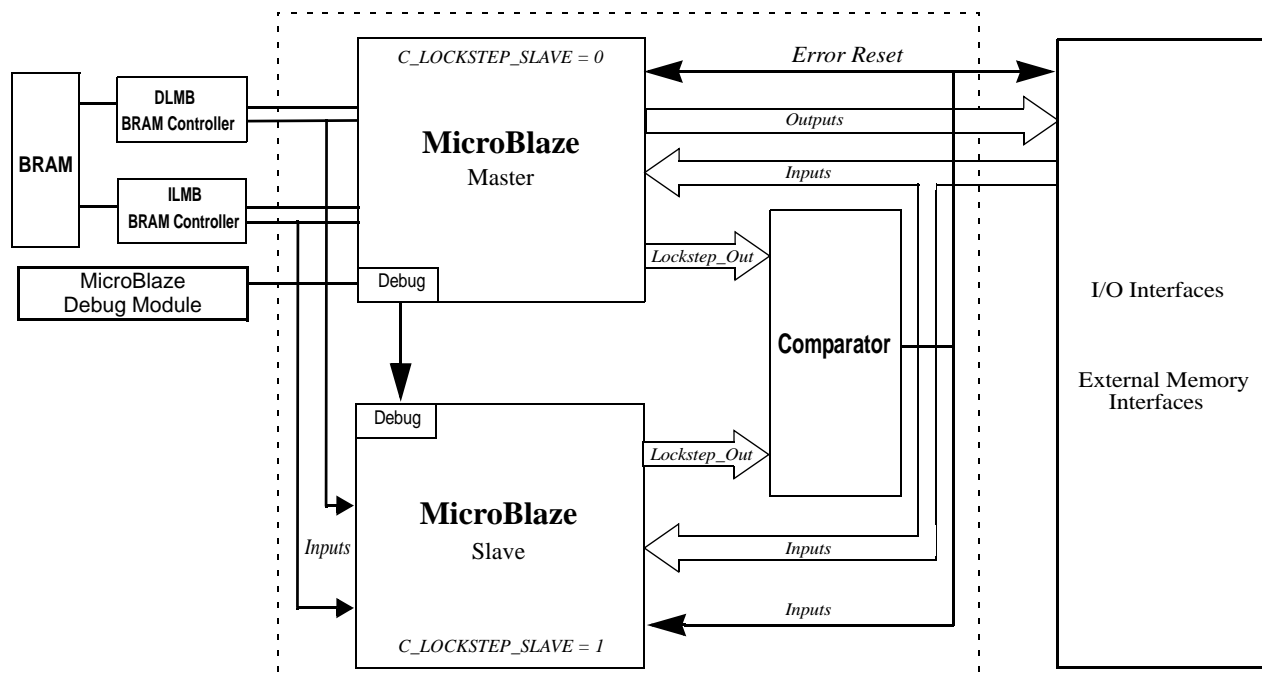 C_LOCKSTEP_SLAVE = 0
Error Reset
DLMB
BRAM Controller
Outputs
MicroBlaze
Master
BRAM
Inputs
ILMB
BRAM Controller
Lockstep_Out
MicroBlaze
Debug Module
Debug
I/O Interfaces
Comparator
External Memory
Interfaces
Debug
Lockstep_Out
MicroBlaze
Slave
Inputs
Inputs
Inputs
C_LOCKSTEP_SLAVE = 1